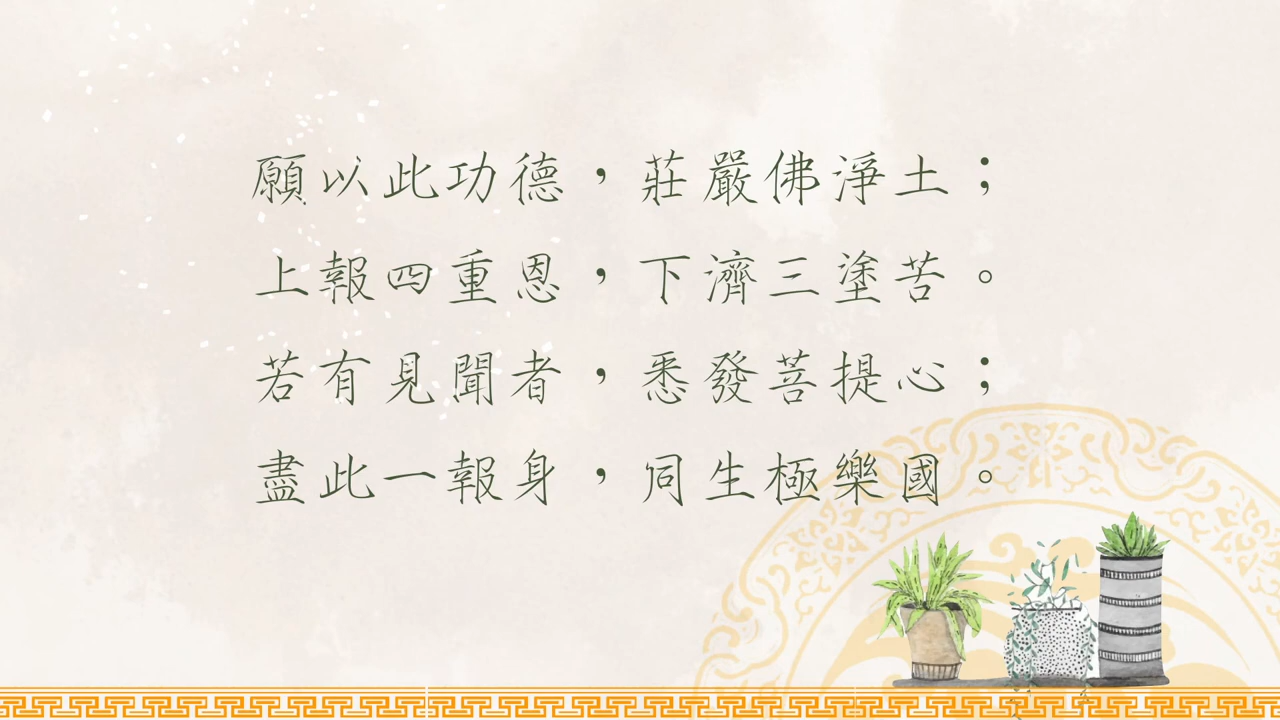 願以此功德，莊嚴佛淨土；
上報四重恩，下濟三塗苦。
若有見聞者，悉發菩提心；
盡此一報身，同生極樂國。